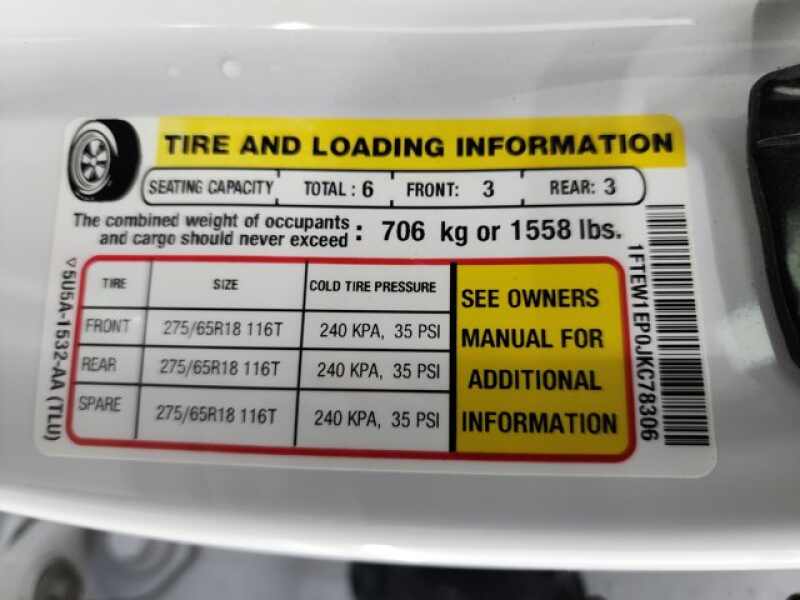 TIRE AND LOADING INFORMATION
SEATING CAPACITY TOTAL : 6 FRONT: 3 REAR: 3
The combined weight of occupants
and cargo should never exceed : 706 kg or 1558 lbs.
TIRE SIZE COLD TIRE PRESSURE
FRONT 275/65R18 116T 240 KPA, 35 PSI
REAR 275/65R18 116T 240 KPA, 35 PSI
SPARE 275/65R18 116T 240 KPA, 35 PSI
SEE OWNERS
MANUAL FOR
ADDITIONAL
INFORMATION
5U5A-1532-AA (TLU)
1FTEW1EP0JKC78306